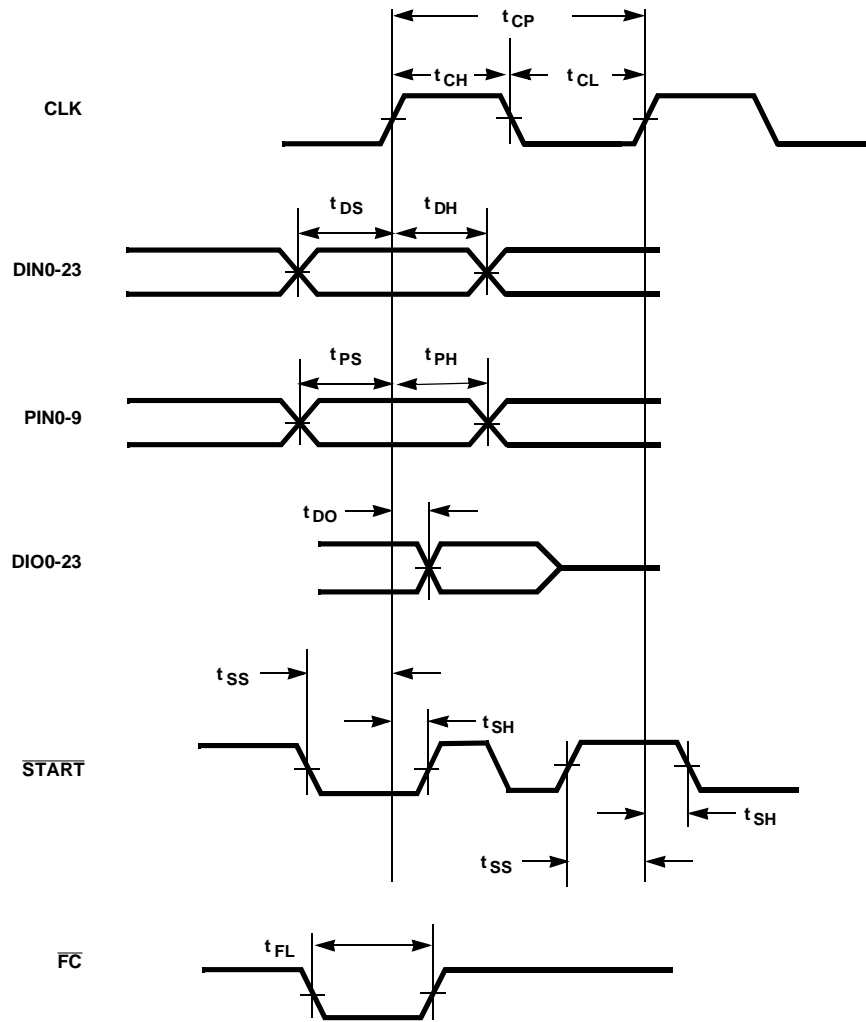 t CP
t CH
t CL
CLK
t DS
t DH
DIN0-23
t PS
t PH
PIN0-9
t DO
DIO0-23
t SS
t SH
START
t SH
t SS
t FL
FC